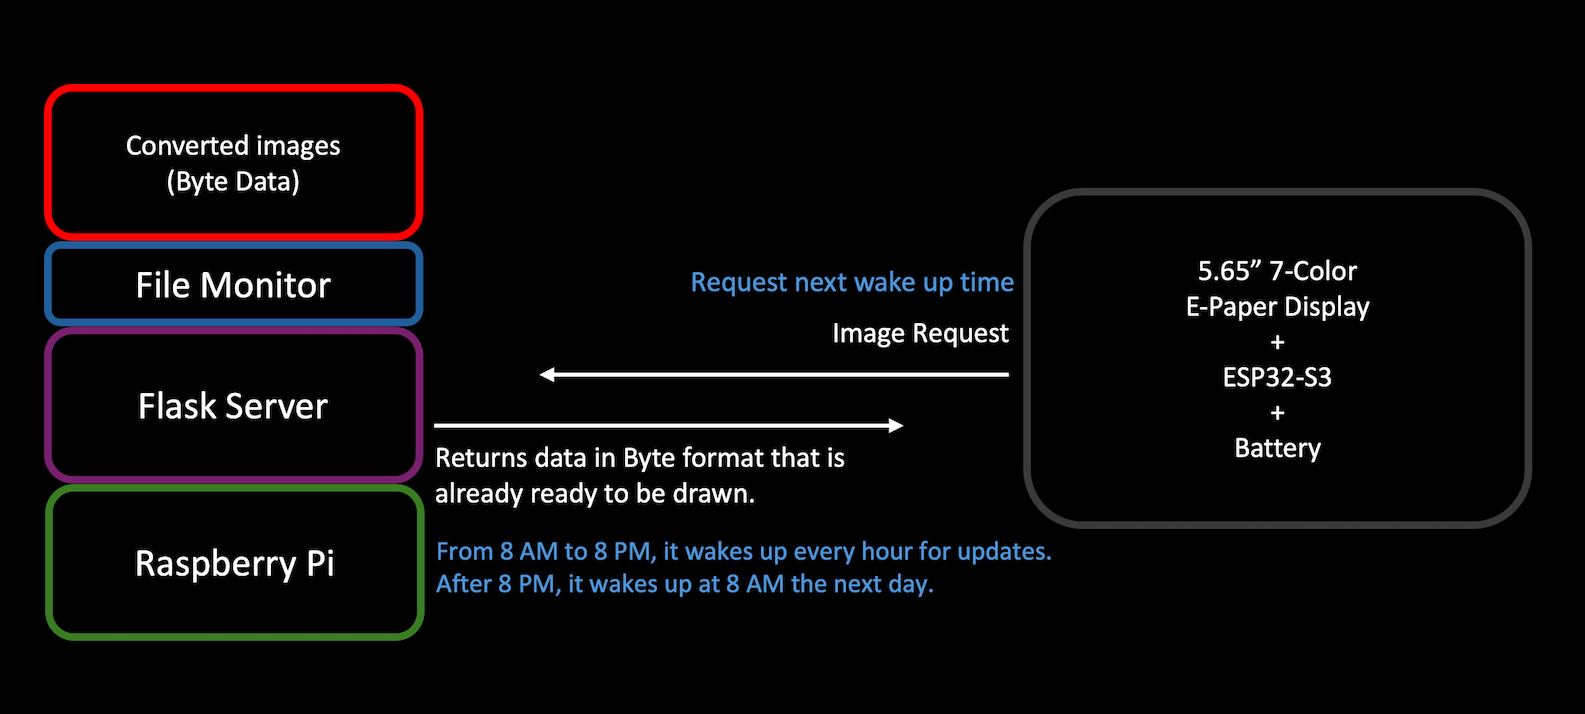 Converted images
(Byte Data)
File Monitor
Flask Server
Raspberry Pi
Request next wake up time
Image Request
Returns data in Byte format that is
already ready to be drawn.
From 8 AM to 8 PM, it wakes up every hour for updates.
After 8 PM, it wakes up at 8 AM the next day.
5.65” 7-Color
E-Paper Display
+
ESP32-S3
+
Battery